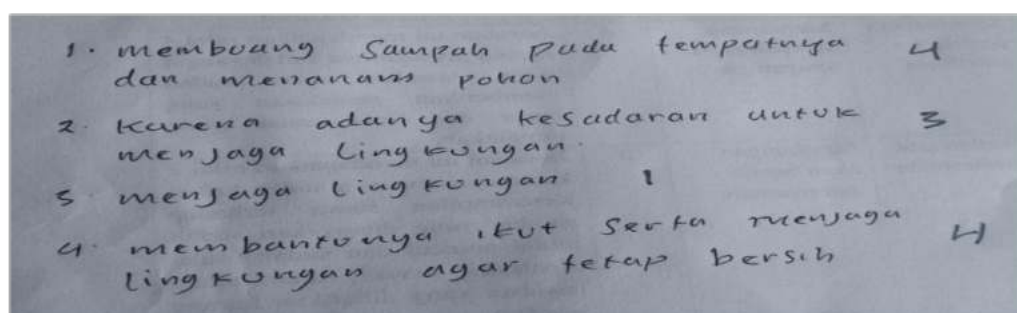 1. membuang sampah pada tempatnya 4
dan menanam pohon
2. Karena adanya kesadaran untuk 3
menjaga lingkungan.
3 menjaga lingkungan 1
4. membantunya ikut serta menjaga 4
lingkungan agar tetap bersih